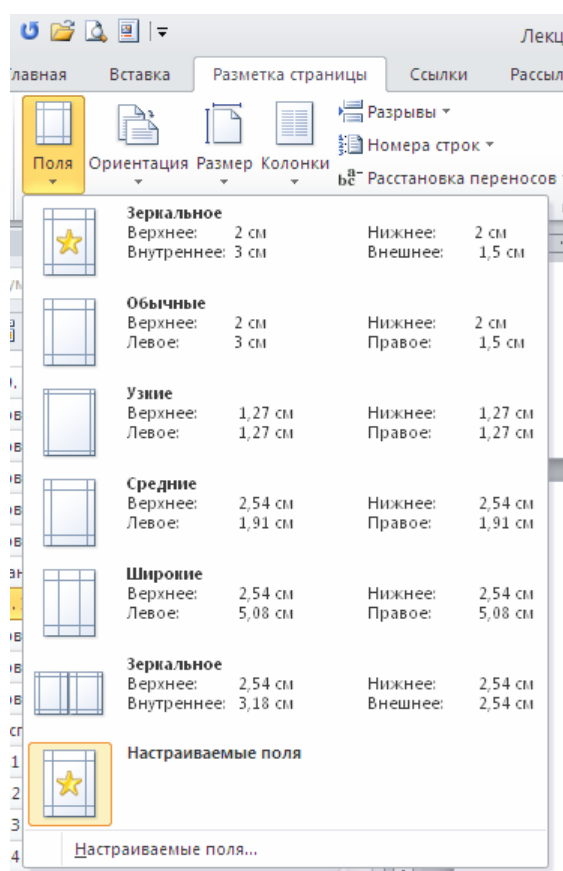 Лекц
лавная Вставка Разметка страницы Ссылки Рассыл
Поля Ориентация Размер Колонки
Разрывы
Номера строк
Расстановка переносов
Зеркальное
Верхнее: 2 см Нижнее: 2 см
Внутреннее: 3 см Внешнее: 1,5 см
Обычные
Верхнее: 2 см Нижнее: 2 см
Левое: 3 см Правое: 1,5 см
Узкие
Верхнее: 1,27 см Нижнее: 1,27 см
Левое: 1,27 см Правое: 1,27 см
Средние
Верхнее: 2,54 см Нижнее: 2,54 см
Левое: 1,91 см Правое: 1,91 см
Широкие
Верхнее: 2,54 см Нижнее: 2,54 см
Левое: 5,08 см Правое: 5,08 см
Зеркальное
Верхнее: 2,54 см Нижнее: 2,54 см
Внутреннее: 3,18 см Внешнее: 2,54 см
Настраиваемые поля
1
2
3
4 Настраиваемые поля...